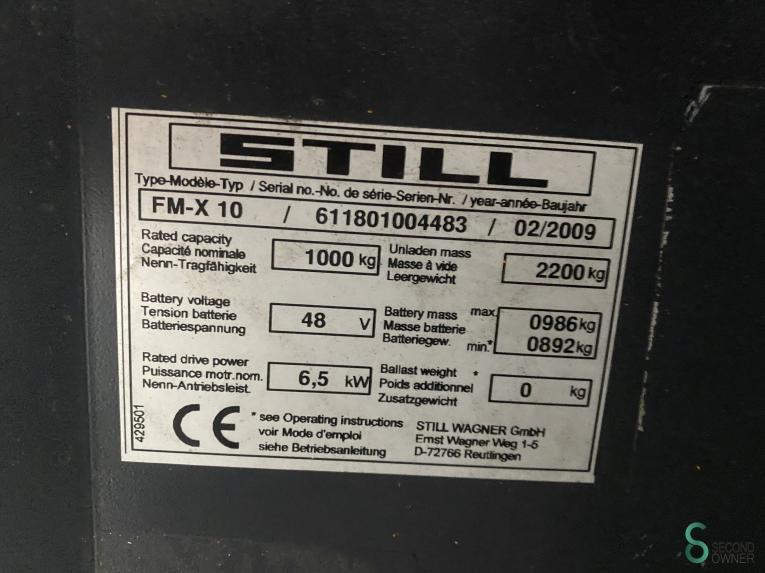 STILL
Type-Modèle-Typ / Serial no.-No. de série-Serien-Nr. / year-année-Baujahr
FM-X 10 / 611801004483 / 02/2009
Rated capacity
Capacité nominale
Nenn-Tragfähigkeit
1000 kg
Unladen mass
Masse à vide
Leergewicht
2200 kg
Battery voltage
Tension batterie
Batteriespannung
48 V
Battery mass max.
Masse batterie
Batteriegew. min.*
0986 kg
0892 kg
Rated drive power
Puissance motr.nom.
Nenn-Antriebsleist.
6,5 kW
Ballast weight *
Poids additionnel
Zusatzgewicht
0 kg
429501
CE
* see Operating instructions
voir Mode d'emploi
siehe Betriebsanleitung
STILL WAGNER GmbH
Ernst Wagner Weg 1-5
D-72766 Reutlingen
SECOND
OWNER